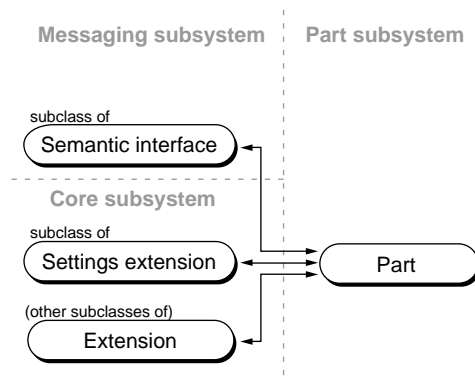 Messaging subsystem
Part subsystem
subclass of
Semantic interface
Core subsystem
subclass of
Settings extension
Part
(other subclasses of)
Extension